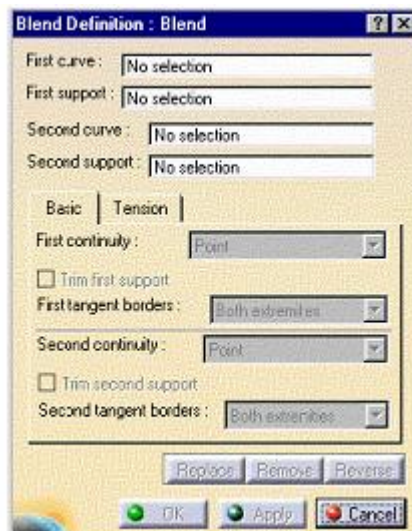 Blend Definition : Blend ? ×
First curve : No selection
First support : No selection
Second curve : No selection
Second support : No selection
Basic Tension
First continuity : Point
Trim first support
First tangent borders : Both extremities
Second continuity : Point
Trim second support
Second tangent borders : Both extremities
Replace Remove Reverse
OK Apply Cancel